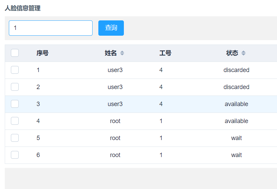 人脸信息管理
1 查询
序号 姓名 工号 状态
1 user3 4 discarded
2 user3 4 discarded
3 user3 4 available
4 root 1 available
5 root 1 wait
6 root 1 wait